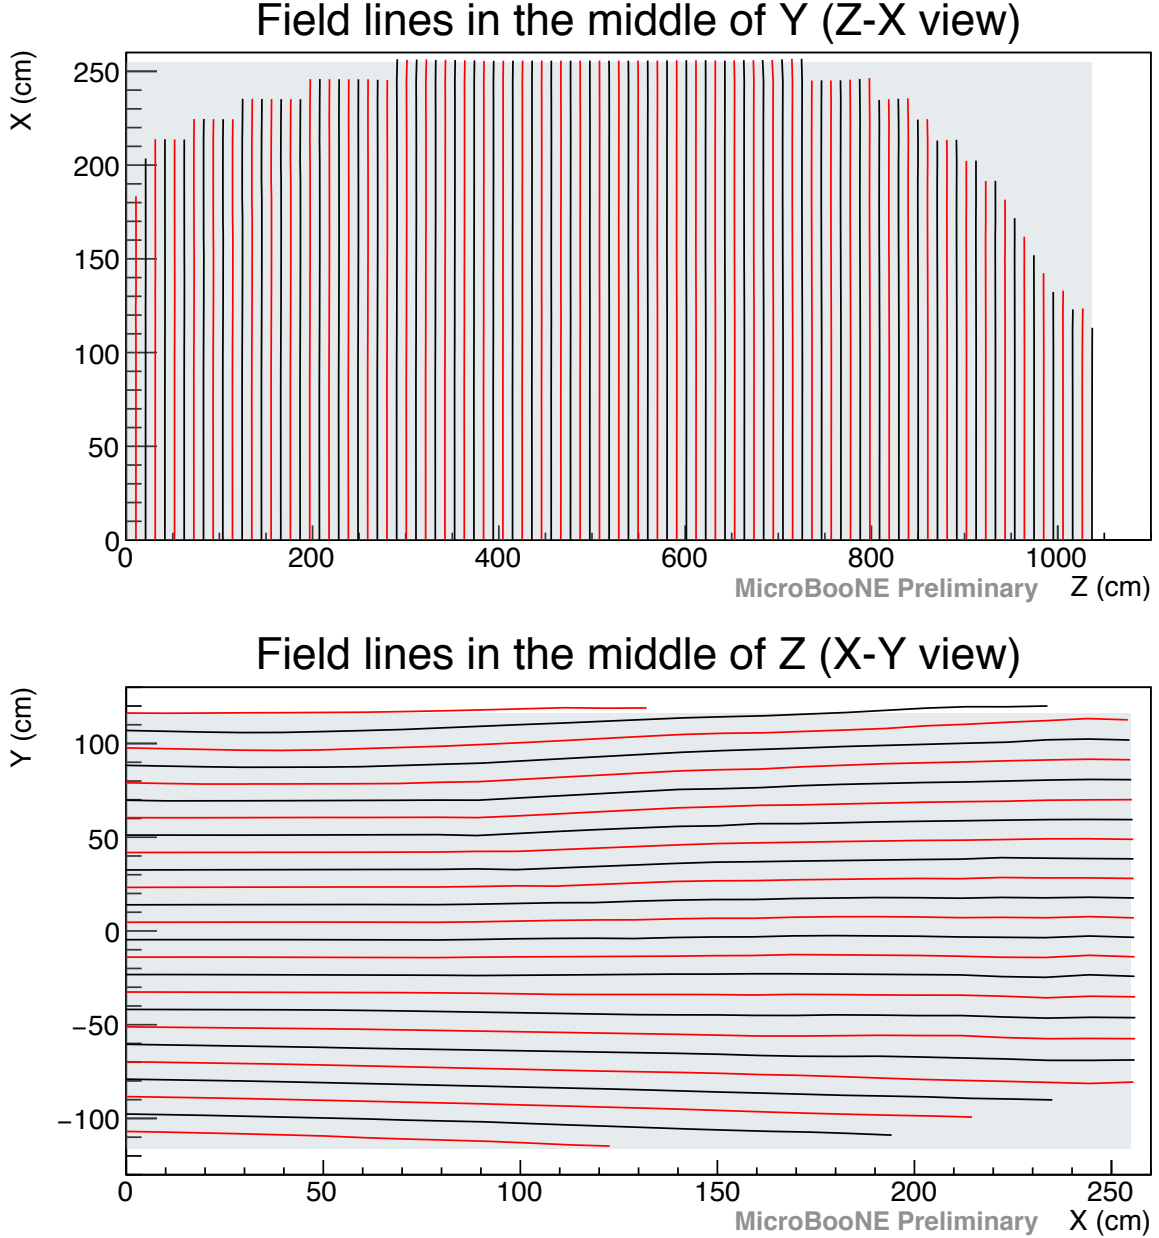 Field lines in the middle of Y (Z-X view)
X (cm)
250
200
150
100
50
0
0 200 400 600 800 1000
MicroBooNE Preliminary Z (cm)
Field lines in the middle of Z (X-Y view)
Y (cm)
100
50
0
−50
−100
0 50 100 150 200 250
MicroBooNE Preliminary X (cm)